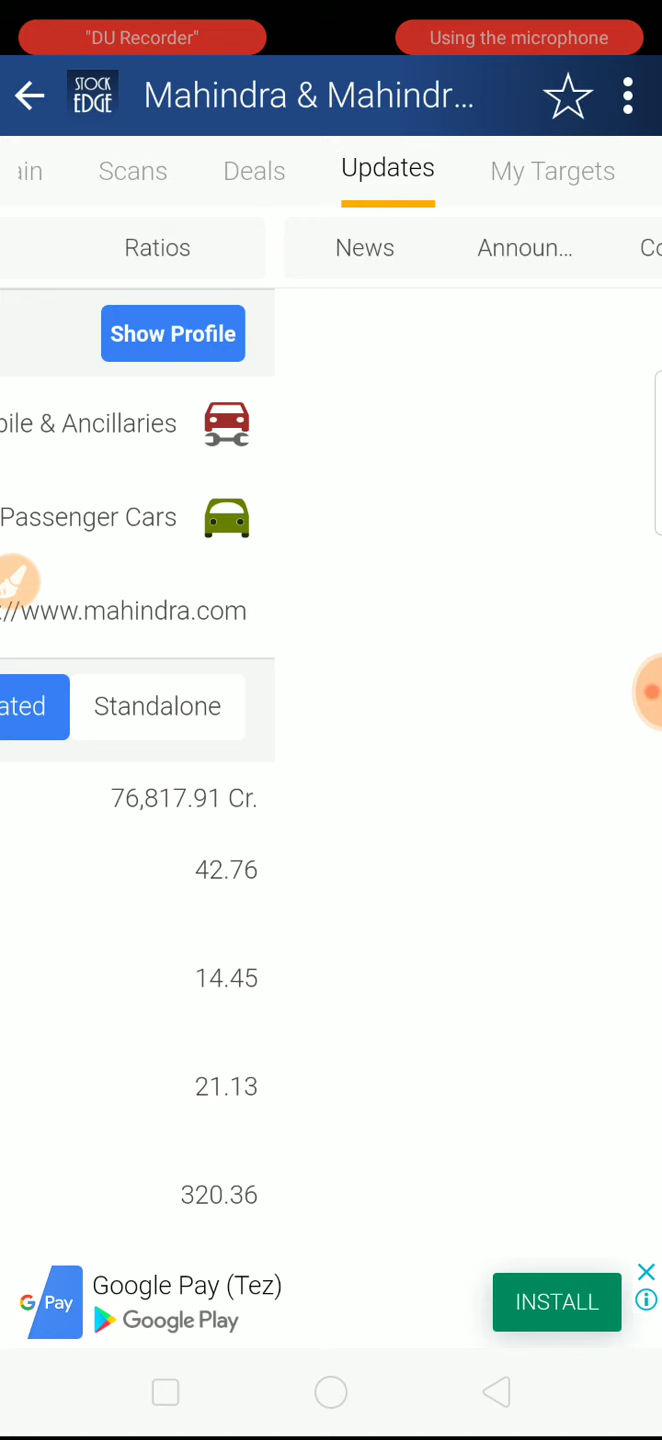 "DU Recorder"
Using the microphone
STOCK
EDGE
Mahindra & Mahindr...
ain
Scans
Deals
Updates
My Targets
Ratios
News
Announ...
Co
Show Profile
bile & Ancillaries
Passenger Cars
://www.mahindra.com
ated
Standalone
76,817.91 Cr.
42.76
14.45
21.13
320.36
G Pay
Google Pay (Tez)
Google Play
INSTALL